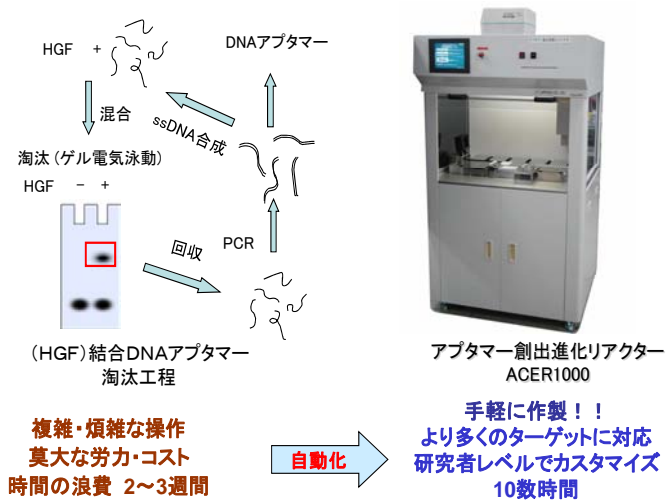 HGF +
DNAアプタマー
混合
ssDNA合成
淘汰(ゲル電気泳動)
HGF － +
回収
PCR
(HGF)結合DNAアプタマー
淘汰工程
アプタマー創出進化リアクター
ACER1000
複雑・煩雑な操作
莫大な労力・コスト
時間の浪費 2～3週間
自動化
手軽に作製！！
より多くのターゲットに対応
研究者レベルでカスタマイズ
10数時間